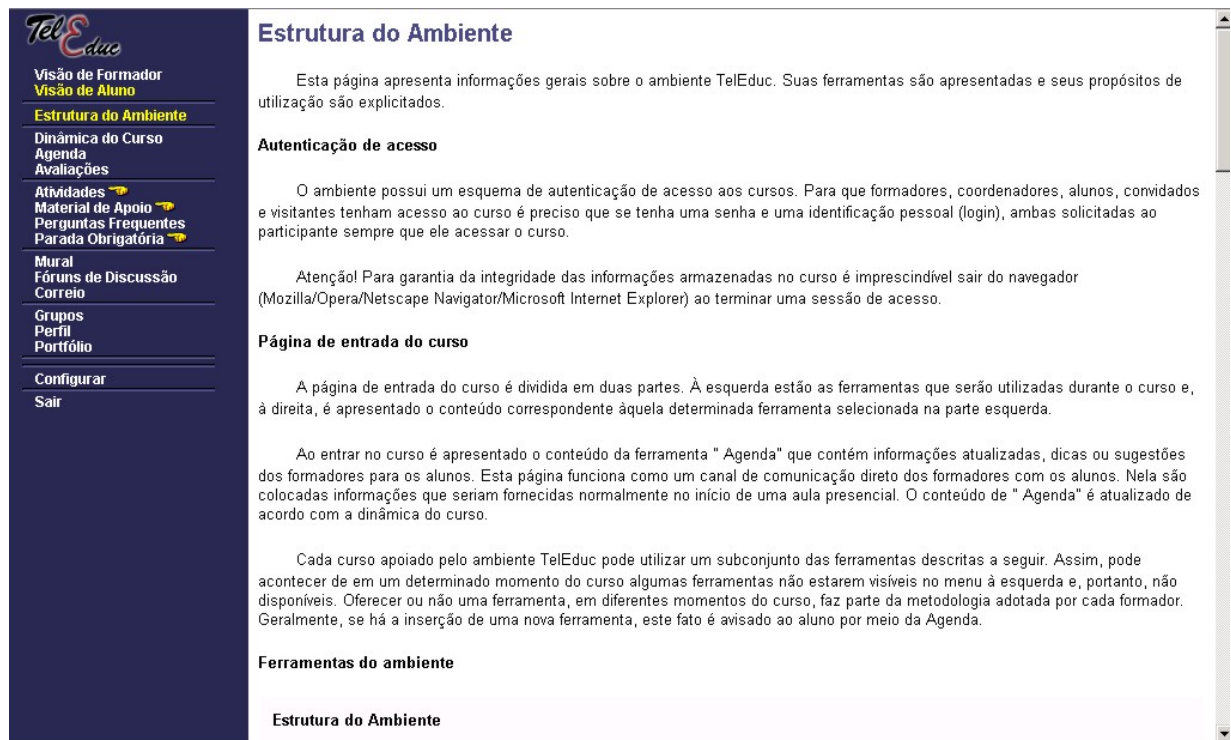 TelEduc
Visão de Formador
Visão de Aluno
Estrutura do Ambiente
Dinâmica do Curso
Agenda
Avaliações
Atividades
Material de Apoio
Perguntas Frequentes
Parada Obrigatória
Mural
Fóruns de Discussão
Correio
Grupos
Perfil
Portfólio
Configurar
Sair
Estrutura do Ambiente
Esta página apresenta informações gerais sobre o ambiente TelEduc. Suas ferramentas são apresentadas e seus propósitos de
utilização são explicitados.
Autenticação de acesso
O ambiente possui um esquema de autenticação de acesso aos cursos. Para que formadores, coordenadores, alunos, convidados
e visitantes tenham acesso ao curso é preciso que se tenha uma senha e uma identificação pessoal (login), ambas solicitadas ao
participante sempre que ele acessar o curso.
Atenção! Para garantia da integridade das informações armazenadas no curso é imprescindível sair do navegador
(Mozilla/Opera/Netscape Navigator/Microsoft Internet Explorer) ao terminar uma sessão de acesso.
Página de entrada do curso
A página de entrada do curso é dividida em duas partes. À esquerda estão as ferramentas que serão utilizadas durante o curso e,
à direita, é apresentado o conteúdo correspondente àquela determinada ferramenta selecionada na parte esquerda.
Ao entrar no curso é apresentado o conteúdo da ferramenta " Agenda" que contém informações atualizadas, dicas ou sugestões
dos formadores para os alunos. Esta página funciona como um canal de comunicação direto dos formadores com os alunos. Nela são
colocadas informações que seriam fornecidas normalmente no início de uma aula presencial. O conteúdo de " Agenda" é atualizado de
acordo com a dinâmica do curso.
Cada curso apoiado pelo ambiente TelEduc pode utilizar um subconjunto das ferramentas descritas a seguir. Assim, pode
acontecer de em um determinado momento do curso algumas ferramentas não estarem visíveis no menu à esquerda e, portanto, não
disponíveis. Oferecer ou não uma ferramenta, em diferentes momentos do curso, faz parte da metodologia adotada por cada formador.
Geralmente, se há a inserção de uma nova ferramenta, este fato é avisado ao aluno por meio da Agenda.
Ferramentas do ambiente
Estrutura do Ambiente